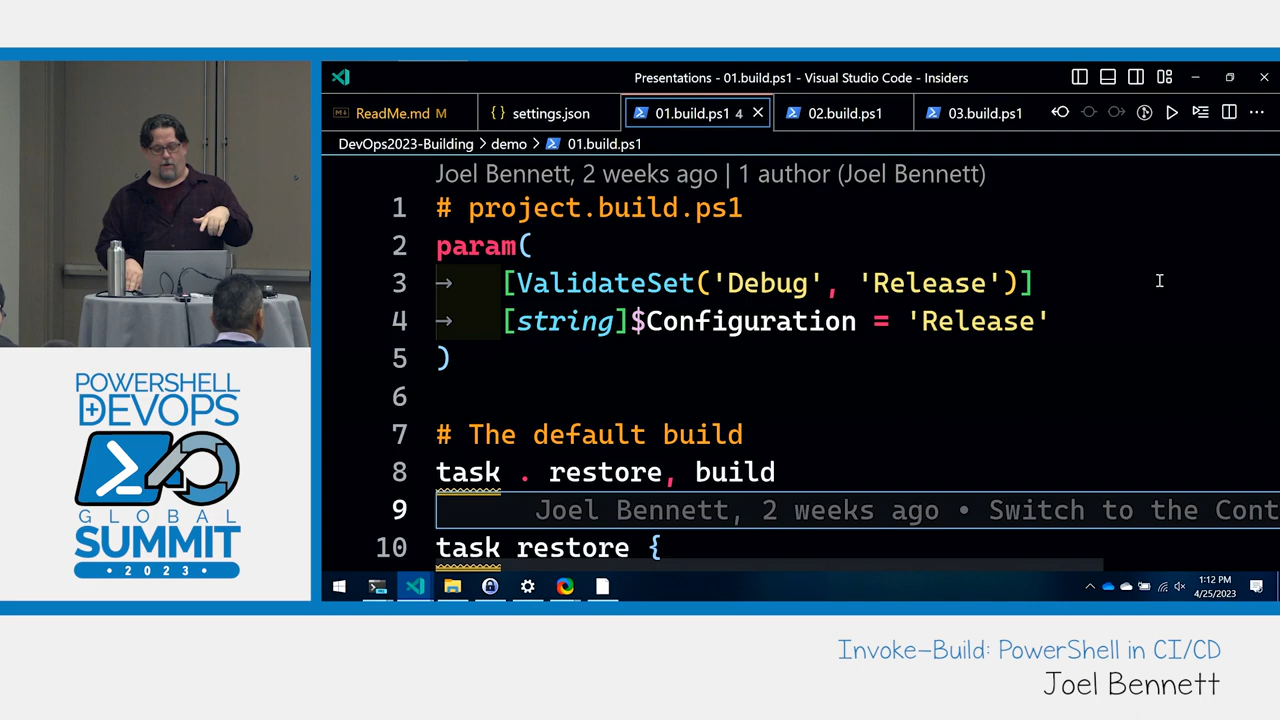 Presentations - 01.build.ps1 - Visual Studio Code - Insiders
ReadMe.md M
{} settings.json
01.build.ps1 4
02.build.ps1
03.build.ps1
DevOps2023-Building > demo > 01.build.ps1
Joel Bennett, 2 weeks ago | 1 author (Joel Bennett)
1 # project.build.ps1
2 param(
3 → [ValidateSet('Debug', 'Release')]
4 → [string]$Configuration = 'Release'
5 )
6
7 # The default build
8 task . restore, build
9 Joel Bennett, 2 weeks ago • Switch to the Cont
10 task restore {
1:12 PM
4/25/2023
POWERSHELL
+DEVOPS
GLOBAL
SUMMIT
• 2023 •
Invoke-Build: PowerShell in CI/CD
Joel Bennett